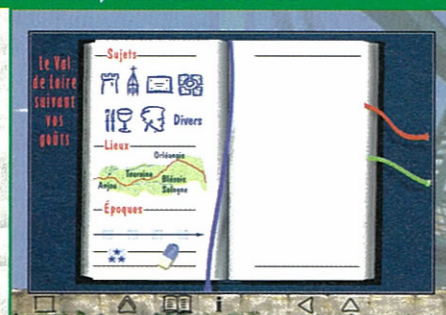 Le Val
de Loire
suivant
vos
goûts
Sujets
Divers
Lieux
Orléanais
Touraine
Blésois
Anjou
Sologne
Époques
i